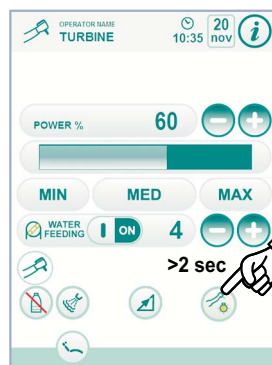 OPERATOR NAME
TURBINE
10:35
20
nov
i
POWER % 60 - +
MIN MED MAX
WATER
FEEDING I ON 4 - +
>2 sec